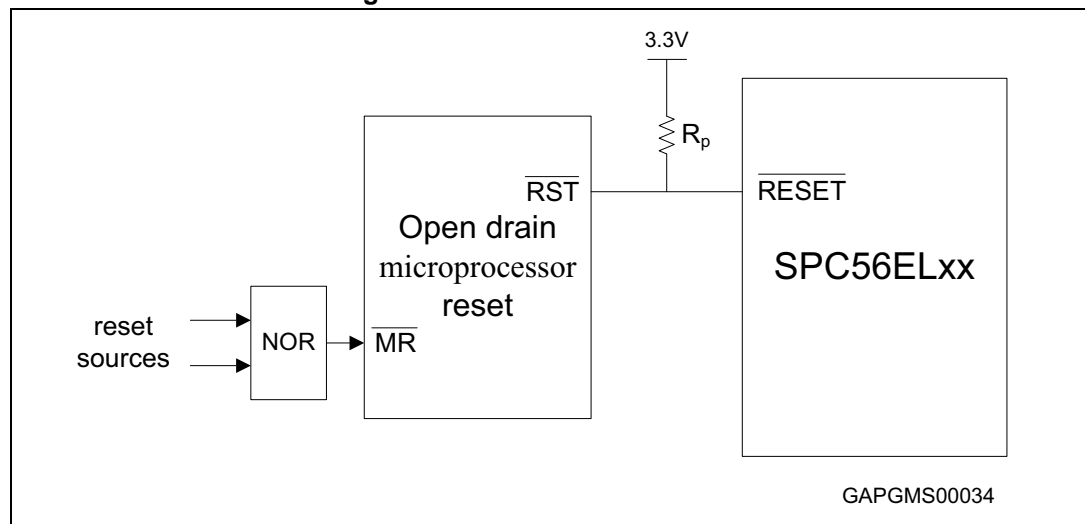 3.3V
Rp
RST
RESET
Open drain
microprocessor
reset
SPC56ELxx
reset
sources
NOR
MR
GAPGMS00034